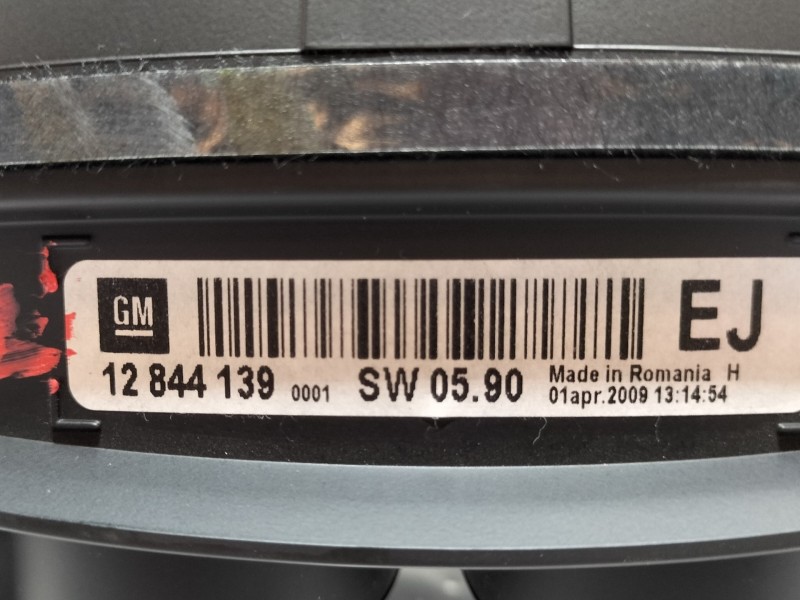 GM
EJ
12 844 139 0001 SW 05.90
Made in Romania H
01apr.2009 13:14:54